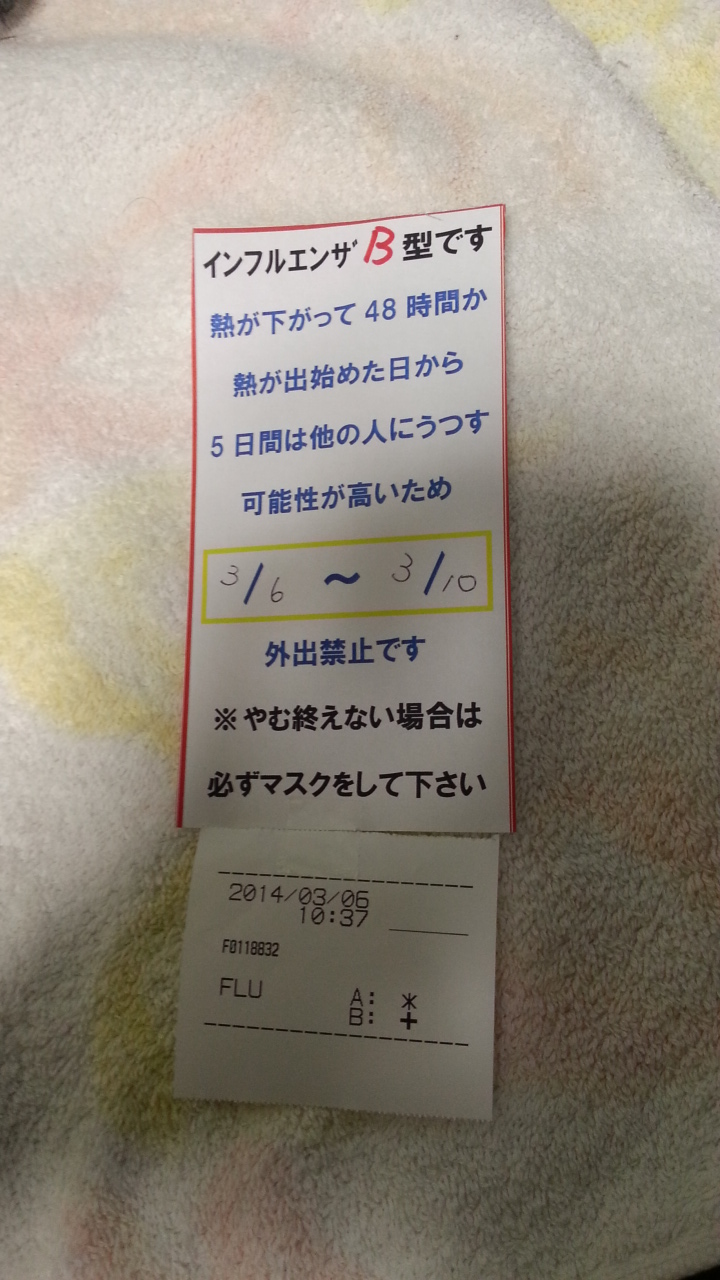 インフルエンザB型です
熱が下がって48時間か
熱が出始めた日から
5日間は他の人にうつす
可能性が高いため
3/6 ~ 3/10
外出禁止です
※やむ終えない場合は
必ずマスクをして下さい
2014/03/06
10:37
F0118832
FLU A: *
B: +